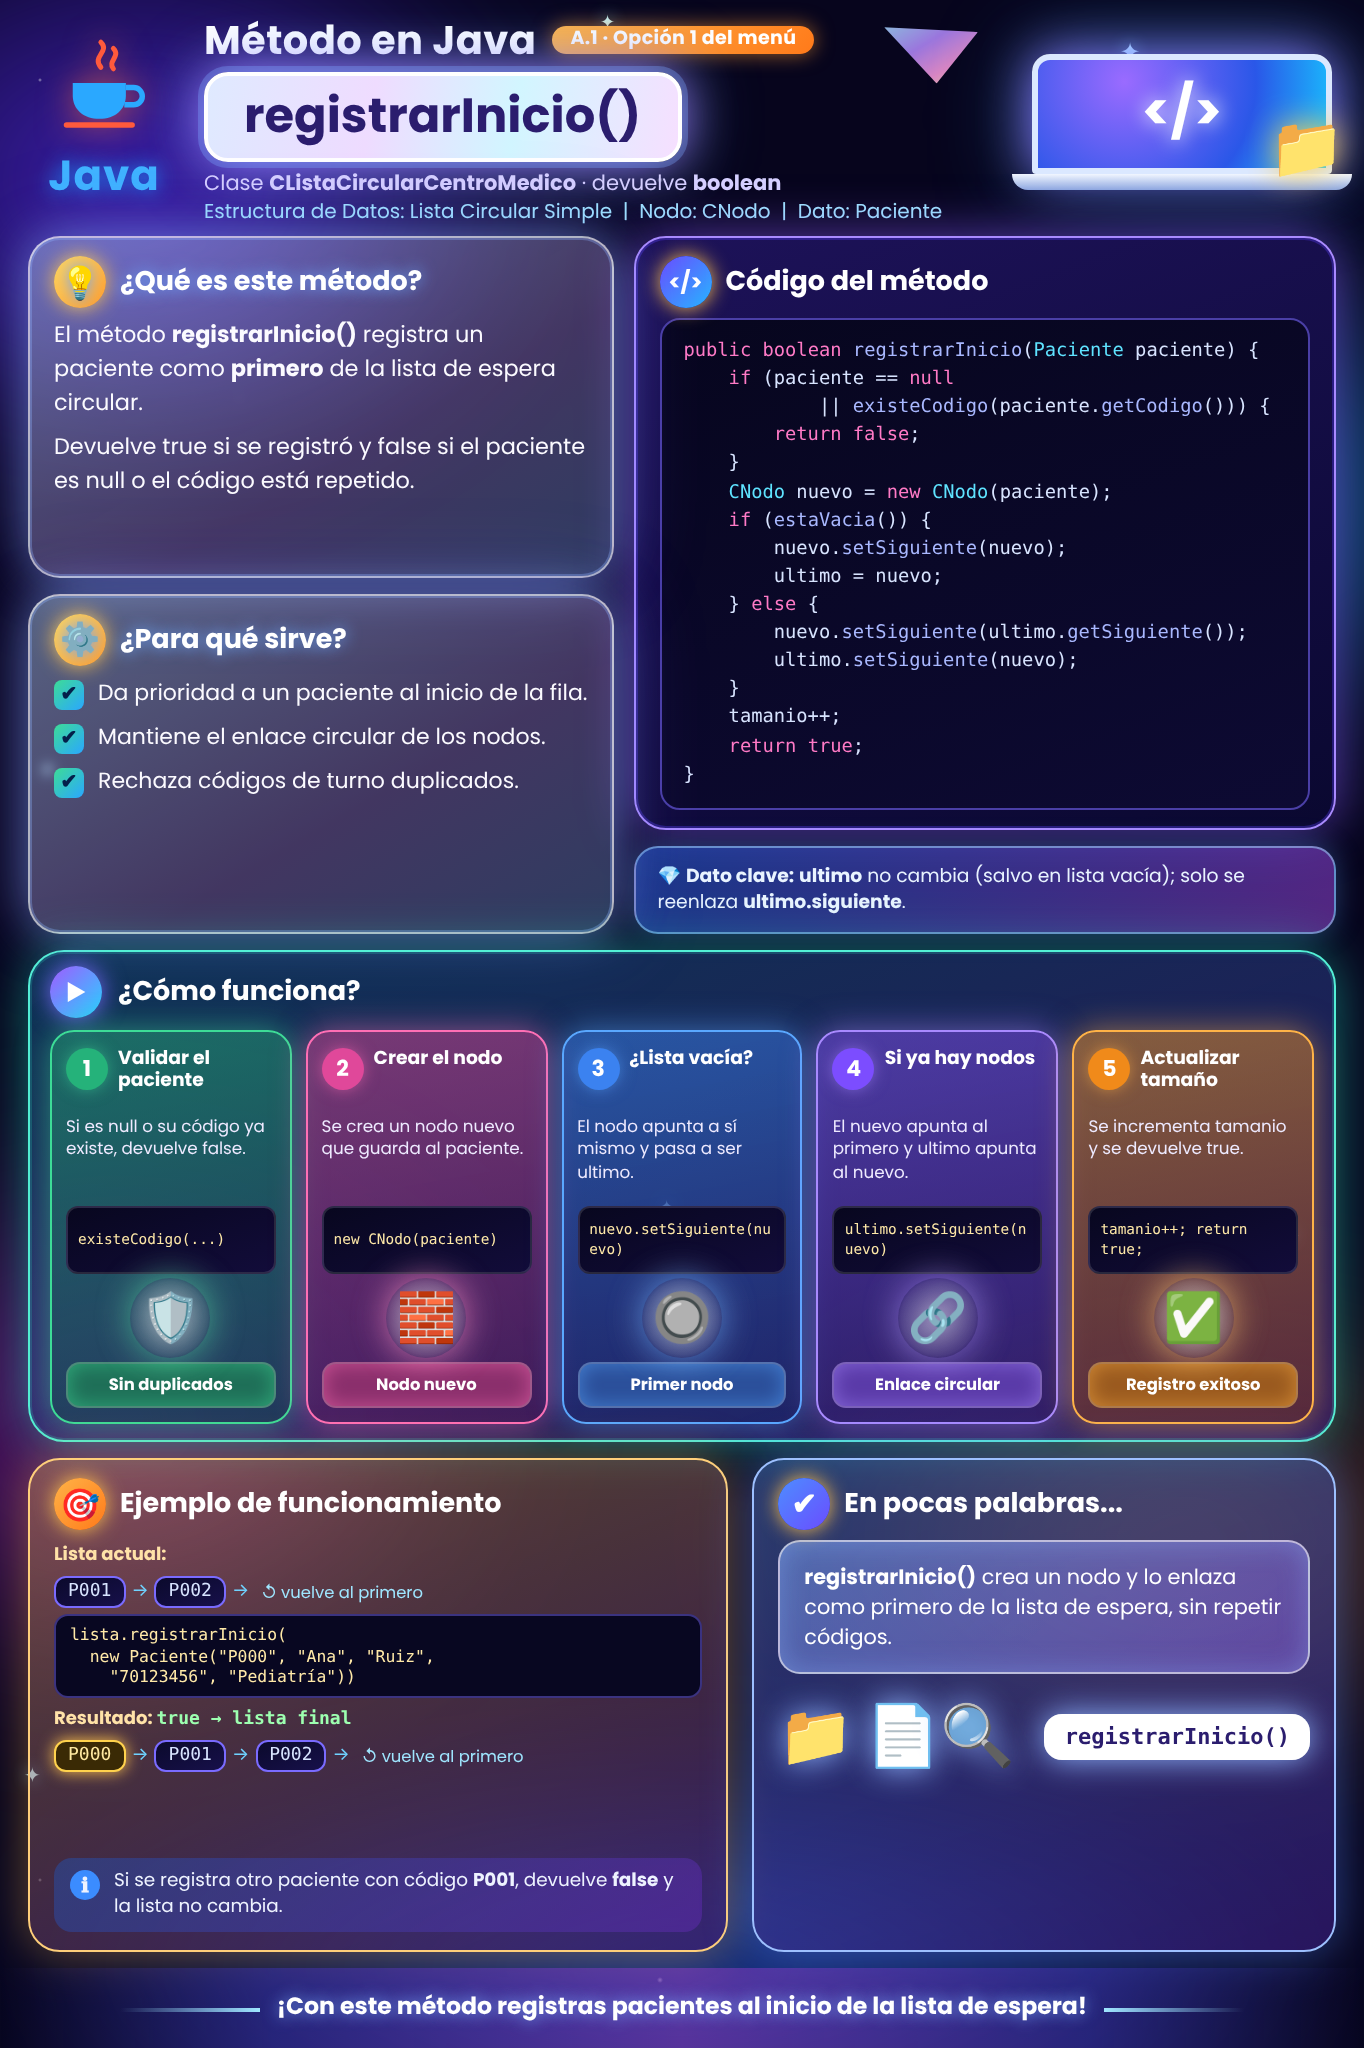 Java
Método en Java
A.1 · Opción 1 del menú
registrarInicio()
Clase CListaCircularCentroMedico · devuelve boolean
Estructura de Datos: Lista Circular Simple | Nodo: CNodo | Dato: Paciente
</>
¿Qué es este método?
El método registrarInicio() registra un
paciente como primero de la lista de espera
circular.
Devuelve true si se registró y false si el paciente
es null o el código está repetido.
¿Para qué sirve?
✔ Da prioridad a un paciente al inicio de la fila.
✔ Mantiene el enlace circular de los nodos.
✔ Rechaza códigos de turno duplicados.
</> Código del método
public boolean registrarInicio(Paciente paciente) {
    if (paciente == null
            || existeCodigo(paciente.getCodigo())) {
        return false;
    }
    CNodo nuevo = new CNodo(paciente);
    if (estaVacia()) {
        nuevo.setSiguiente(nuevo);
        ultimo = nuevo;
    } else {
        nuevo.setSiguiente(ultimo.getSiguiente());
        ultimo.setSiguiente(nuevo);
    }
    tamanio++;
    return true;
}
💎 Dato clave: ultimo no cambia (salvo en lista vacía); solo se
reenlaza ultimo.siguiente.
¿Cómo funciona?
1 Validar el
paciente
Si es null o su código ya
existe, devuelve false.
existeCodigo(...)
Sin duplicados
2 Crear el nodo
Se crea un nodo nuevo
que guarda al paciente.
new CNodo(paciente)
Nodo nuevo
3 ¿Lista vacía?
El nodo apunta a sí
mismo y pasa a ser
ultimo.
nuevo.setSiguiente(nu
evo)
Primer nodo
4 Si ya hay nodos
El nuevo apunta al
primero y ultimo apunta
al nuevo.
ultimo.setSiguiente(n
uevo)
Enlace circular
5 Actualizar
tamaño
Se incrementa tamanio
y se devuelve true.
tamanio++; return
true;
Registro exitoso
Ejemplo de funcionamiento
Lista actual:
P001 → P002 → ↺ vuelve al primero
lista.registrarInicio(
  new Paciente("P000", "Ana", "Ruiz",
    "70123456", "Pediatría"))
Resultado: true → lista final
P000 → P001 → P002 → ↺ vuelve al primero
i Si se registra otro paciente con código P001, devuelve false y
la lista no cambia.
✔ En pocas palabras...
registrarInicio() crea un nodo y lo enlaza
como primero de la lista de espera, sin repetir
códigos.
registrarInicio()
¡Con este método registras pacientes al inicio de la lista de espera!